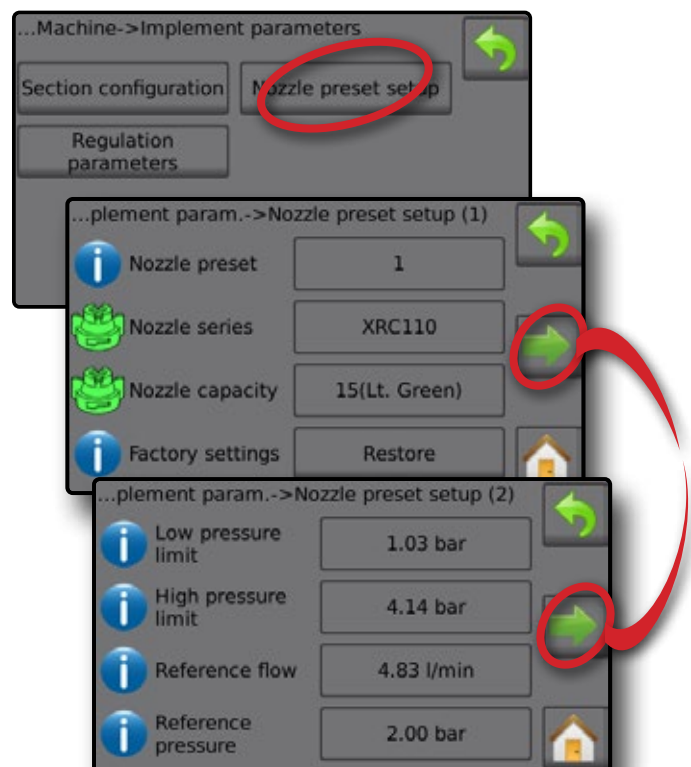 ...Machine->Implement parameters
Section configuration
Nozzle preset setup
Regulation
parameters
...plement param.->Nozzle preset setup (1)
Nozzle preset
1
Nozzle series
XRC110
Nozzle capacity
15(Lt. Green)
Factory settings
Restore
...plement param.->Nozzle preset setup (2)
Low pressure
limit
1.03 bar
High pressure
limit
4.14 bar
Reference flow
4.83 l/min
Reference
pressure
2.00 bar